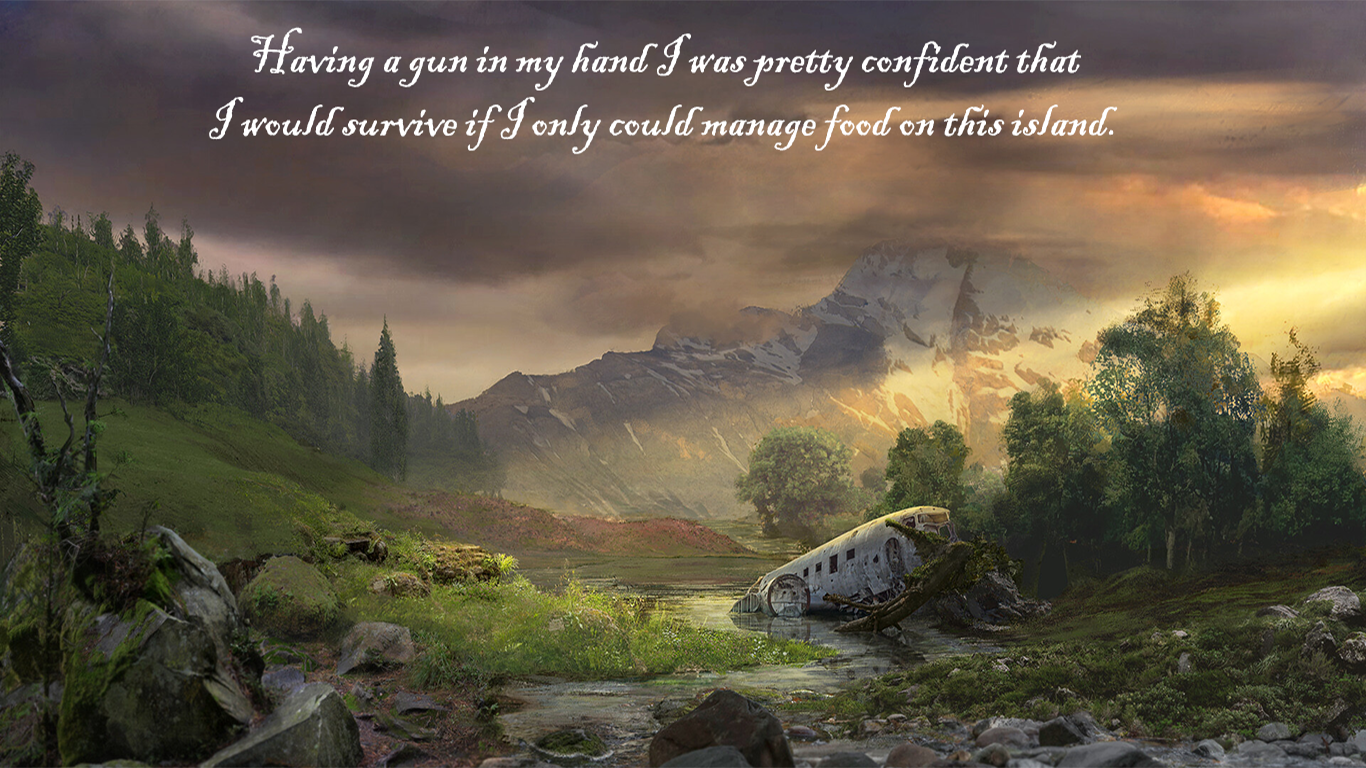 Having a gun in my hand I was pretty confident that
I would survive if I only could manage food on this island.